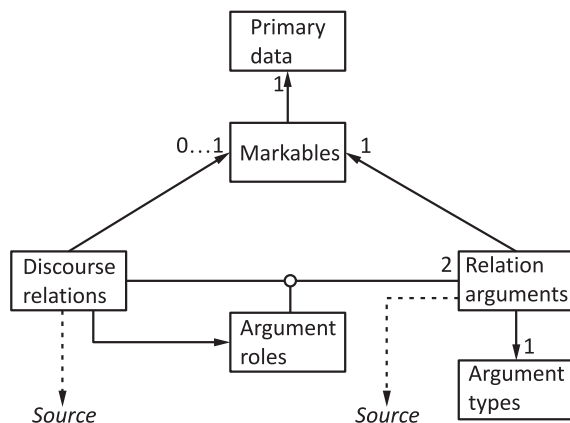 Primary
data
1
0...1
Markables
1
Discourse
relations
2
Relation
arguments
Argument
roles
1
Argument
types
Source
Source